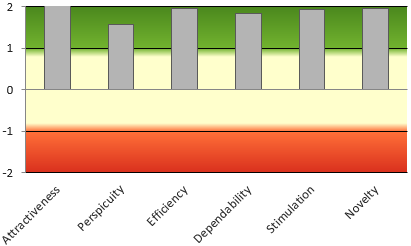 2
1
0
-1
-2
Attractiveness
Perspicuity
Efficiency
Dependability
Stimulation
Novelty